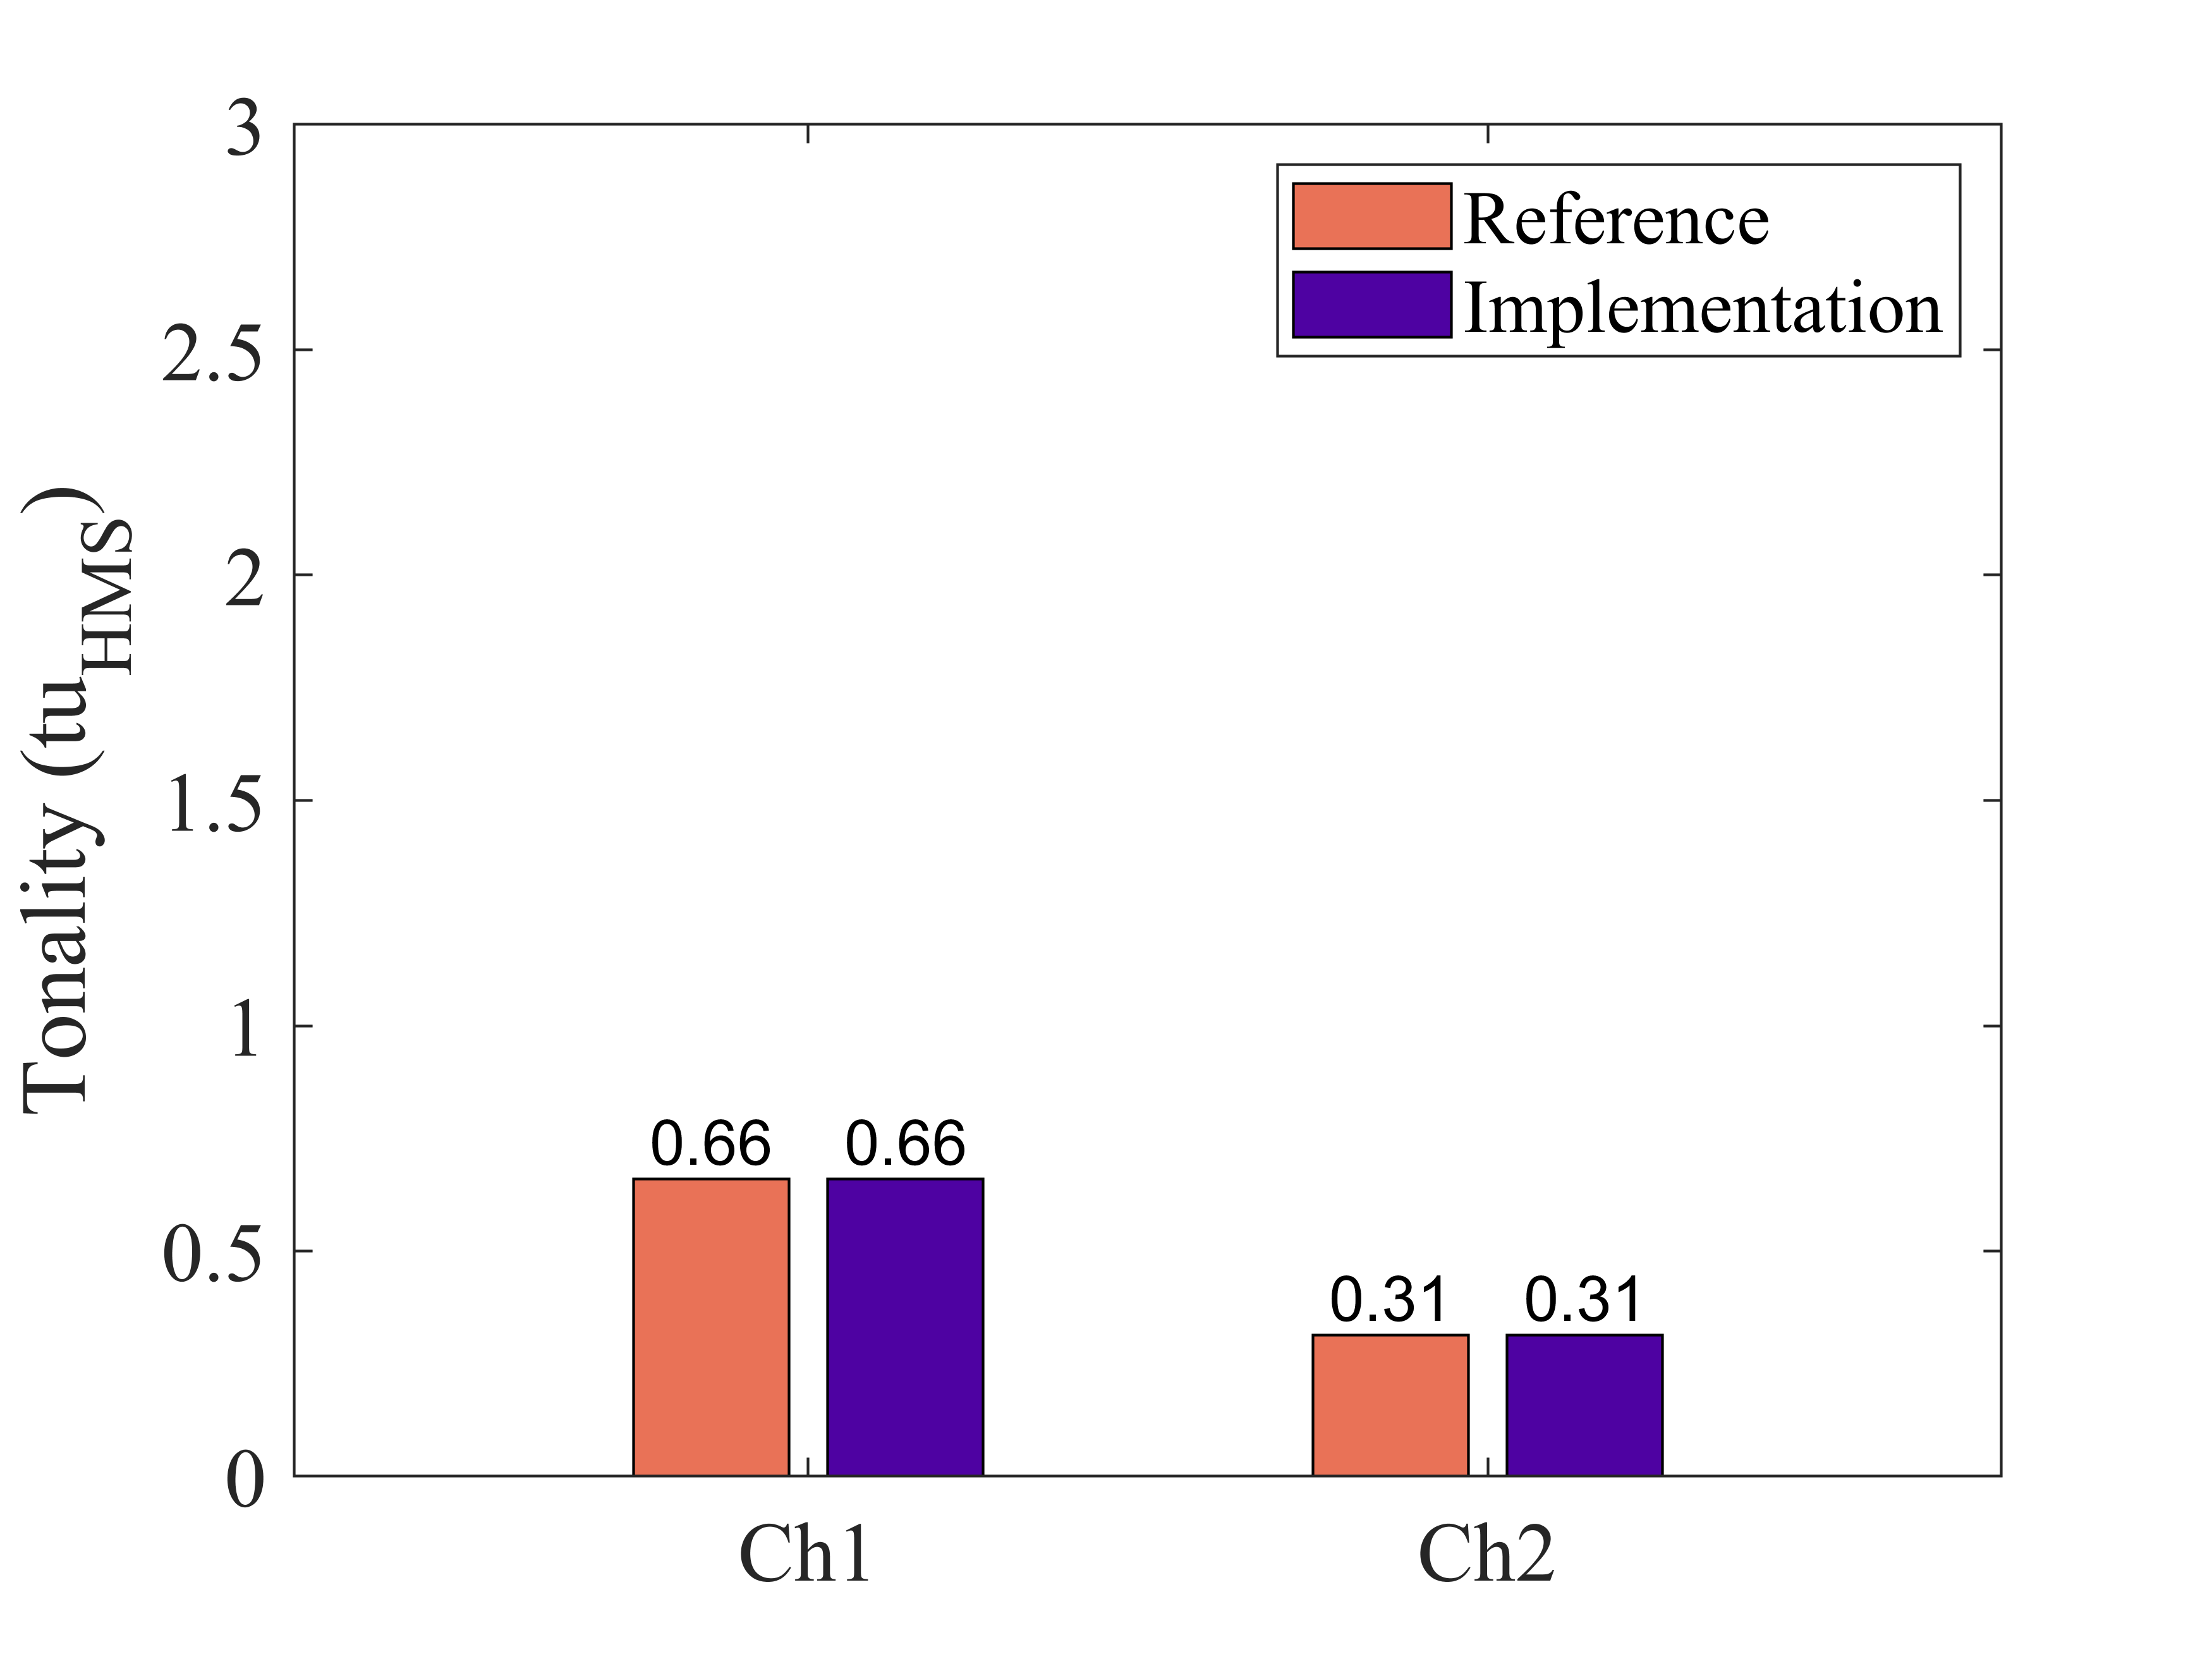 Tonality (tu_HMS)
3
2.5
2
1.5
1
0.5
0
Reference
Implementation
0.66 0.66
0.31 0.31
Ch1 Ch2